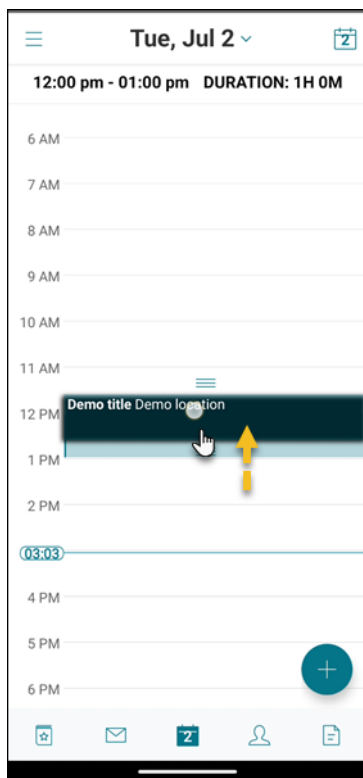 Tue, Jul 2
2
12:00 pm - 01:00 pm DURATION: 1H 0M
6 AM
7 AM
8 AM
9 AM
10 AM
11 AM
Demo title Demo location
12 PM
1 PM
2 PM
03:03
4 PM
5 PM
6 PM
2